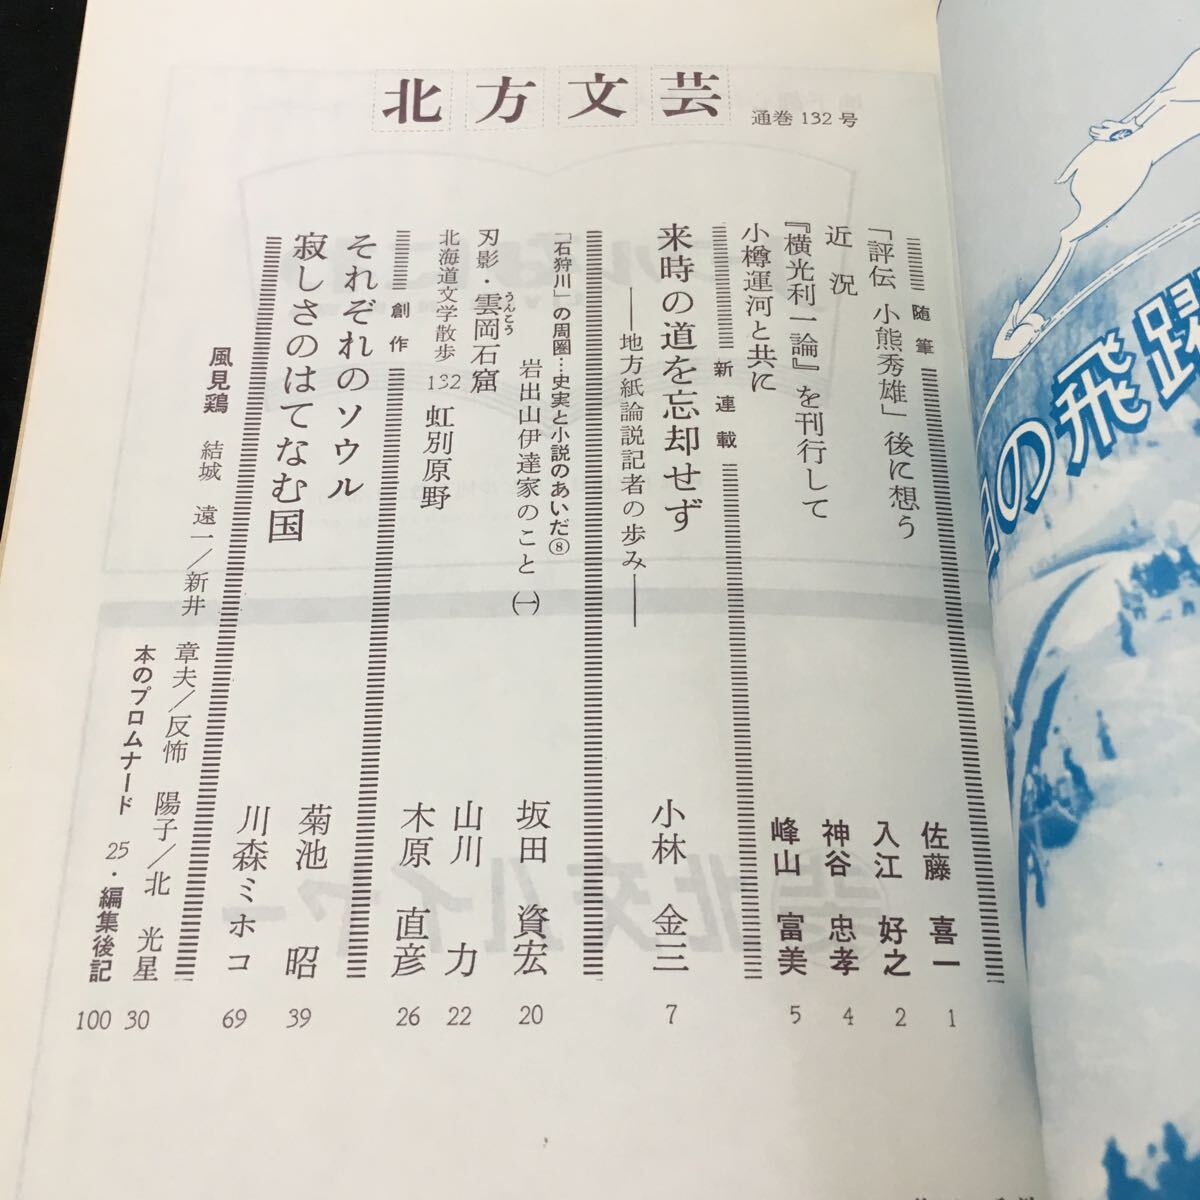 北方文芸
通巻132号
随筆
「評伝 小熊秀雄」後に想う 佐藤 喜一 1
近況 入江 好之 2
『横光利一論』を刊行して 神谷 忠孝 4
小樽運河と共に 峰山 富美 5
新連載
来時の道を忘却せず 小林 金三 7
――地方紙論説記者の歩み――
「石狩川」の周圏…史実と小説のあいだ⑧
岩出山伊達家のこと(一) 坂田 資宏 20
刃影・雲岡石窟 山川 力 22
うんこう
北海道文学散歩132 虹別原野 木原 直彦 26
創作
それぞれのソウル 菊池 昭 39
寂しさのはてなむ国 川森ミホコ 69
風見鶏 結城 遠一/新井 章夫/反怖 陽子/北 光星 30
本のプロムナード 25・編集後記 100
の飛躍